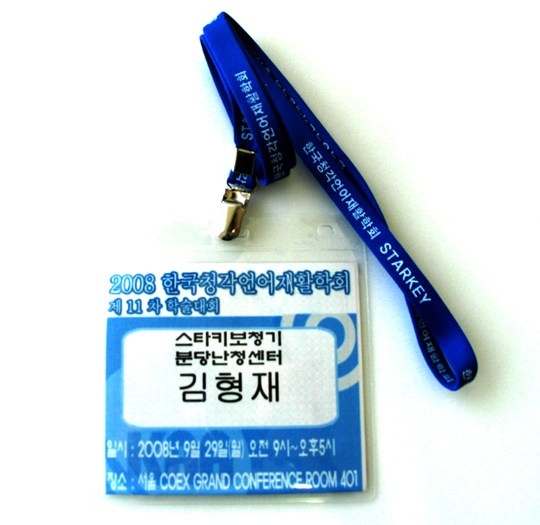 한국청각언어재활학회 STARKEY
2008 한국청각언어재활학회
제 11 차 학술대회
스타키보청기
분당난청센터
김형재
일시 : 2008년 9월 29일(월) 오전 9시~오후5시
장소 : 서울 COEX GRAND CONFERENCE ROOM 401